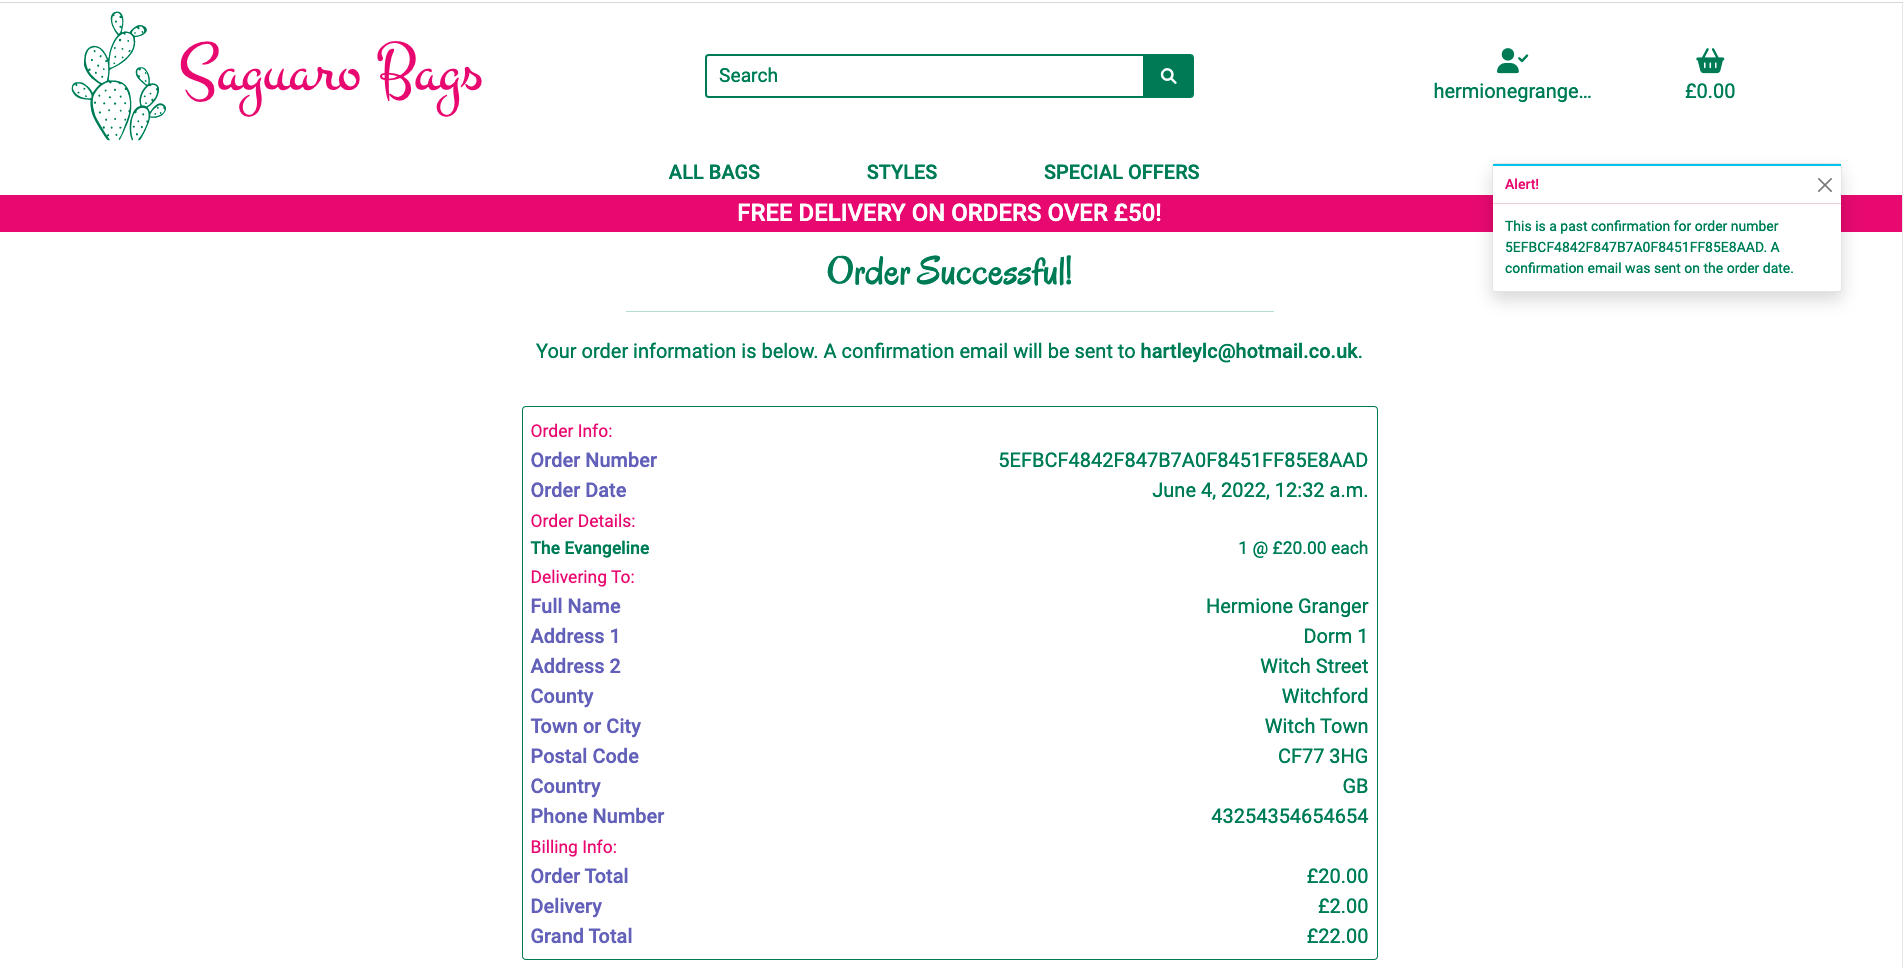 Saguaro Bags
Search
hermionegrange...
£0.00
ALL BAGS STYLES SPECIAL OFFERS
FREE DELIVERY ON ORDERS OVER £50!
Alert!
This is a past confirmation for order number
5EFBCF4842F847B7A0F8451FF85E8AAD. A
confirmation email was sent on the order date.
Order Successful!
Your order information is below. A confirmation email will be sent to hartleylc@hotmail.co.uk.
Order Info:
Order Number 5EFBCF4842F847B7A0F8451FF85E8AAD
Order Date June 4, 2022, 12:32 a.m.
Order Details:
The Evangeline 1 @ £20.00 each
Delivering To:
Full Name Hermione Granger
Address 1 Dorm 1
Address 2 Witch Street
County Witchford
Town or City Witch Town
Postal Code CF77 3HG
Country GB
Phone Number 43254354654654
Billing Info:
Order Total £20.00
Delivery £2.00
Grand Total £22.00